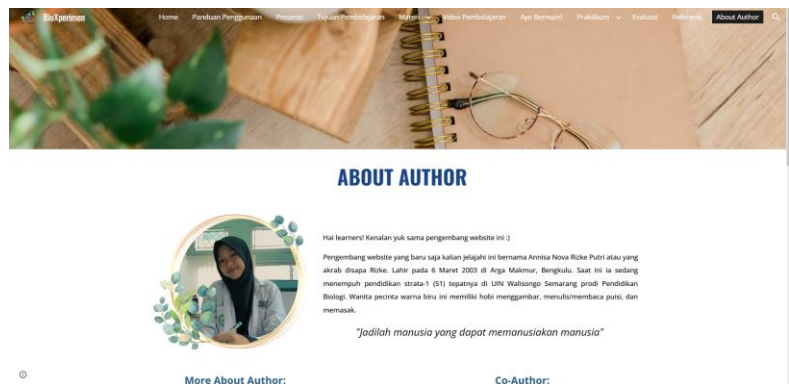 BioXperimen
Home Panduan Penggunaan Presensi Tujuan Pembelajaran Materi Video Pembelajaran Ayo Bermain! Praktikum Evaluasi Referensi About Author
ABOUT AUTHOR
Hai learners! Kenalan yuk sama pengembang website ini :)
Pengembang website yang baru saja kalian jelajahi ini bernama Annisa Nova Rizke Putri atau yang
akrab disapa Rizke. Lahir pada 6 Maret 2003 di Arga Makmur, Bengkulu. Saat ini ia sedang
menempuh pendidikan strata-1 (S1) tepatnya di UIN Walisongo Semarang prodi Pendidikan
Biologi. Wanita pecinta warna biru ini memiliki hobi menggambar, menulis/membaca puisi, dan
memasak.
"Jadilah manusia yang dapat memanusiakan manusia"
More About Author:
Co-Author: